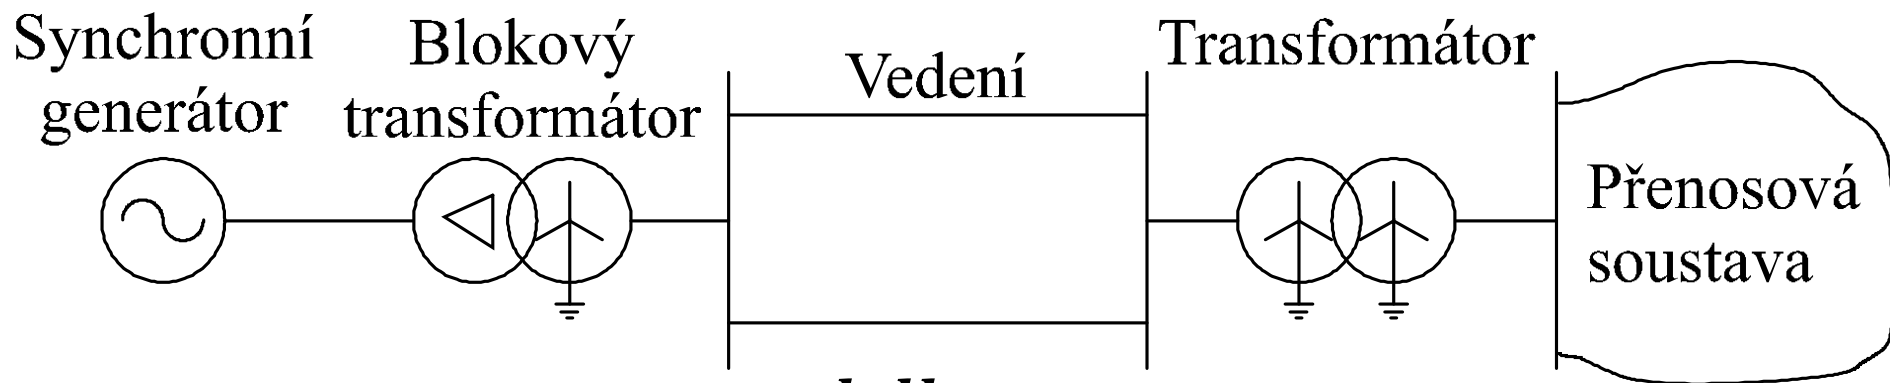 Synchronní
generátor
Blokový
transformátor
Vedení
Transformátor
Přenosová
soustava